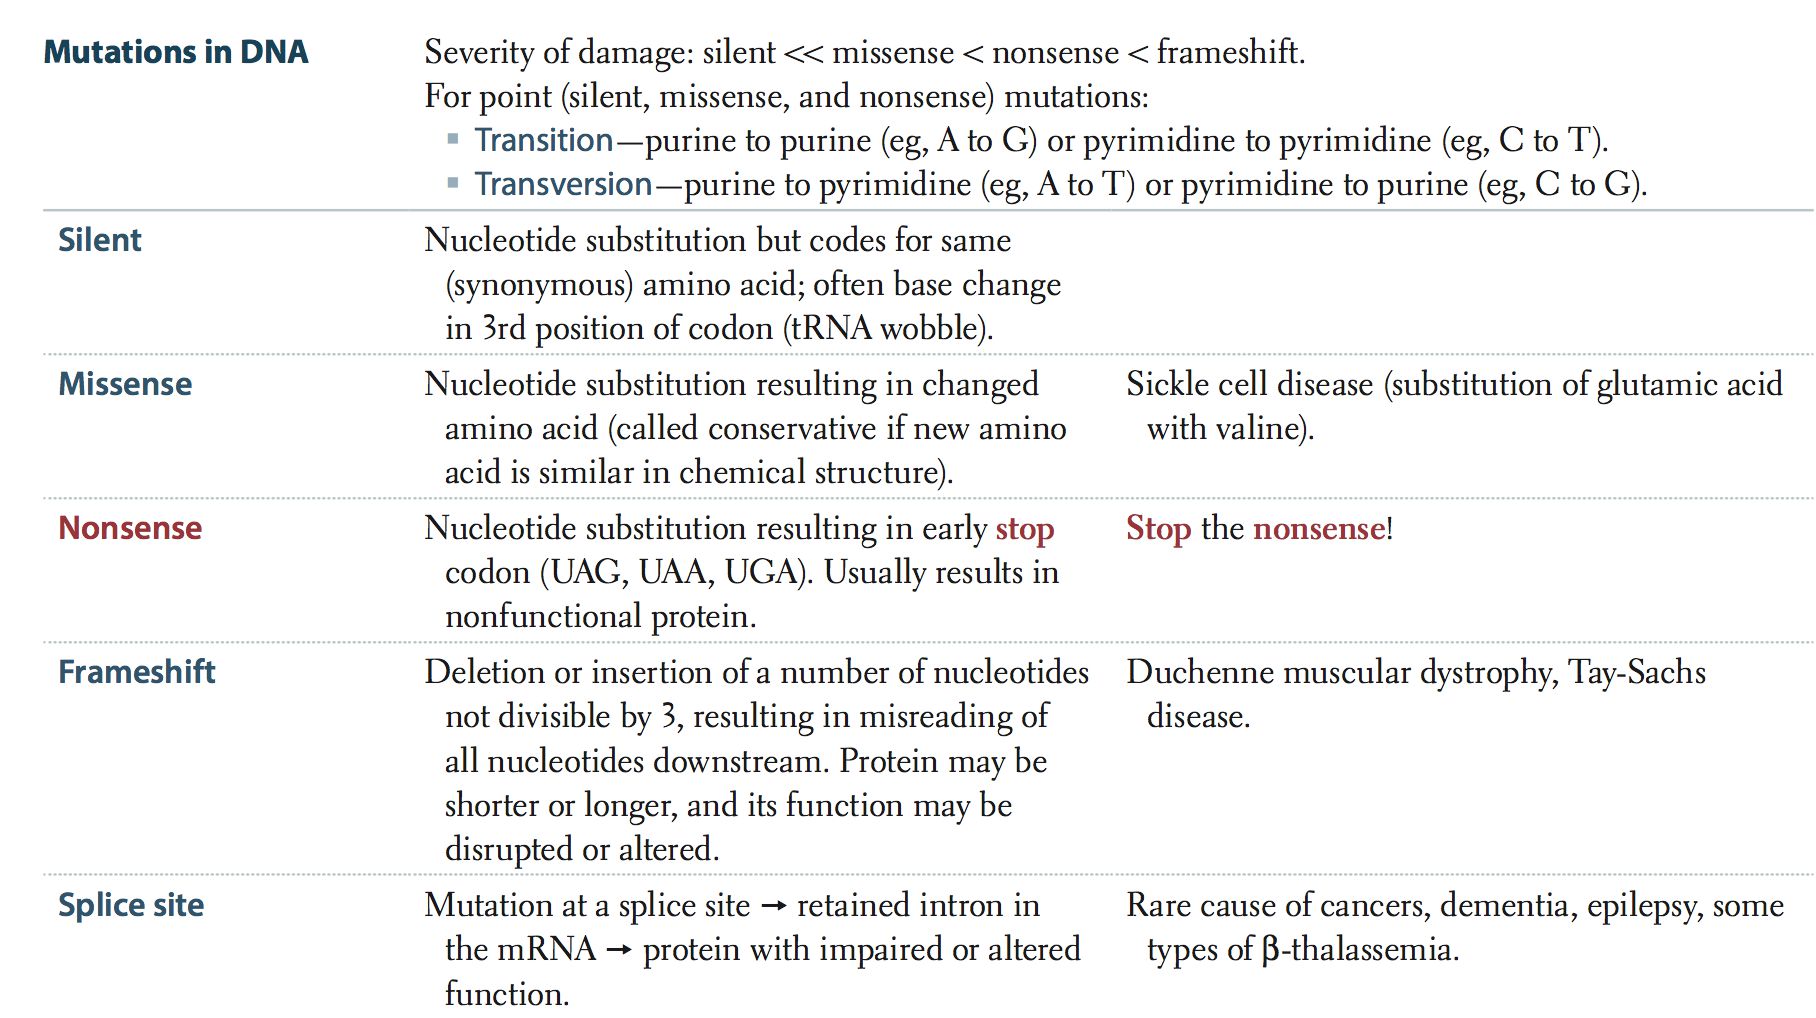 Mutations in DNA
Severity of damage: silent << missense < nonsense < frameshift.
For point (silent, missense, and nonsense) mutations:
▪ Transition—purine to purine (eg, A to G) or pyrimidine to pyrimidine (eg, C to T).
▪ Transversion—purine to pyrimidine (eg, A to T) or pyrimidine to purine (eg, C to G).
Silent
Nucleotide substitution but codes for same
(synonymous) amino acid; often base change
in 3rd position of codon (tRNA wobble).
Missense
Nucleotide substitution resulting in changed
amino acid (called conservative if new amino
acid is similar in chemical structure).
Sickle cell disease (substitution of glutamic acid
with valine).
Nonsense
Nucleotide substitution resulting in early stop
codon (UAG, UAA, UGA). Usually results in
nonfunctional protein.
Stop the nonsense!
Frameshift
Deletion or insertion of a number of nucleotides
not divisible by 3, resulting in misreading of
all nucleotides downstream. Protein may be
shorter or longer, and its function may be
disrupted or altered.
Duchenne muscular dystrophy, Tay-Sachs
disease.
Splice site
Mutation at a splice site → retained intron in
the mRNA → protein with impaired or altered
function.
Rare cause of cancers, dementia, epilepsy, some
types of β-thalassemia.